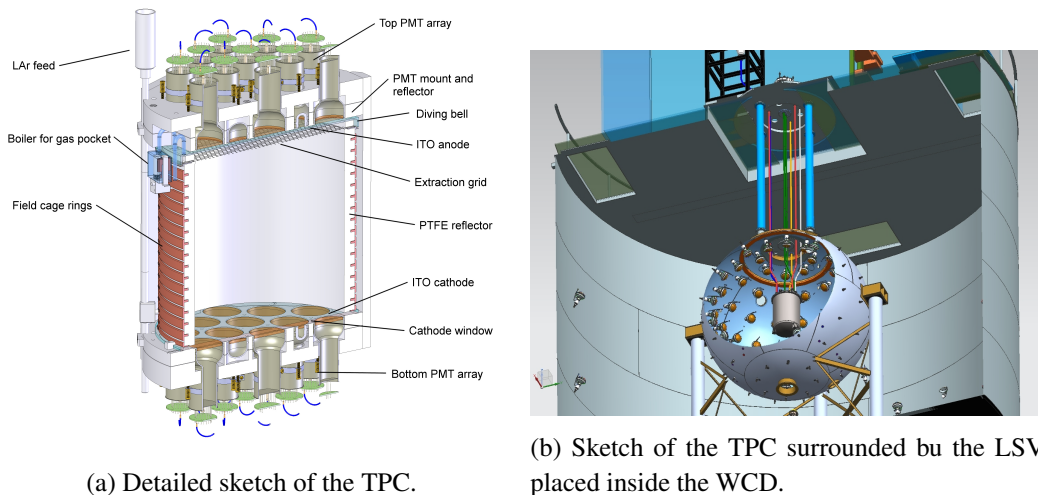 Top PMT array
LAr feed
PMT mount and
reflector
Diving bell
Boiler for gas pocket
ITO anode
Extraction grid
Field cage rings
PTFE reflector
ITO cathode
Cathode window
Bottom PMT array
(a) Detailed sketch of the TPC.
(b) Sketch of the TPC surrounded bu the LSV
placed inside the WCD.